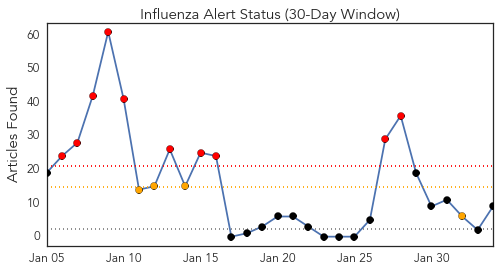 Influenza Alert Status (30-Day Window)
Articles Found
60
50
40
30
20
10
0
Jan 05
Jan 10
Jan 15
Jan 20
Jan 25
Jan 30